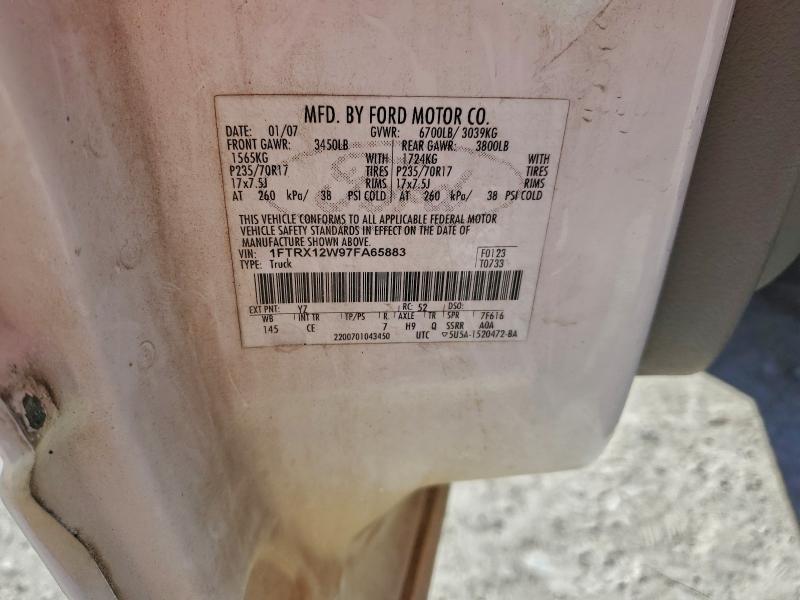 MFD. BY FORD MOTOR CO.
DATE: 01/07 GVWR: 6700LB/ 3039KG
FRONT GAWR: 3450LB REAR GAWR: 3800LB
1565KG WITH 1724KG WITH
P235/70R17 TIRES P235/70R17 TIRES
17x7.5J RIMS 17x7.5J RIMS
AT 260 kPa/ 38 PSI COLD AT 260 kPa/ 38 PSI COLD
THIS VEHICLE CONFORMS TO ALL APPLICABLE FEDERAL MOTOR
VEHICLE SAFETY STANDARDS IN EFFECT ON THE DATE OF
MANUFACTURE SHOWN ABOVE.
VIN: 1FTRX12W97FA65883 F0123
TYPE: Truck T0733
EXT PNT: YZ RC: 52 DSO:
WB INT TR TP/PS R AXLE TR SPR 7F616
145 CE 7 H9 Q SSRR A0A
2200701043450 UTC ▽5U5A-1520472-BA